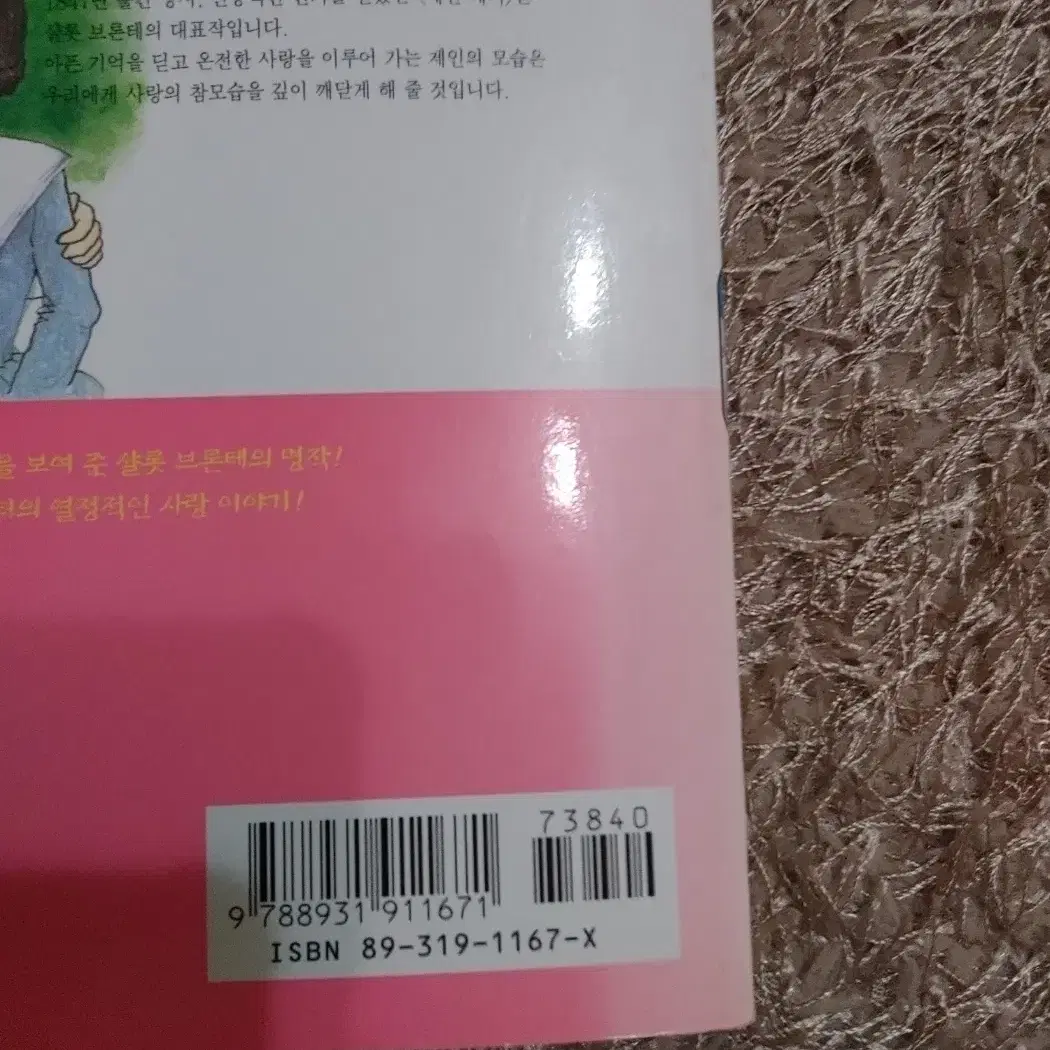 샬롯 브론테의 대표작입니다.
아픈 기억을 딛고 온전한 사랑을 이루어 가는 제인의 모습은
우리에게 사랑의 참모습을 깊이 깨닫게 해 줄 것입니다.
을 보여 준 샬롯 브론테의 명작!
의 열정적인 사랑 이야기!
73840
9 788931 911671
ISBN 89-319-1167-X